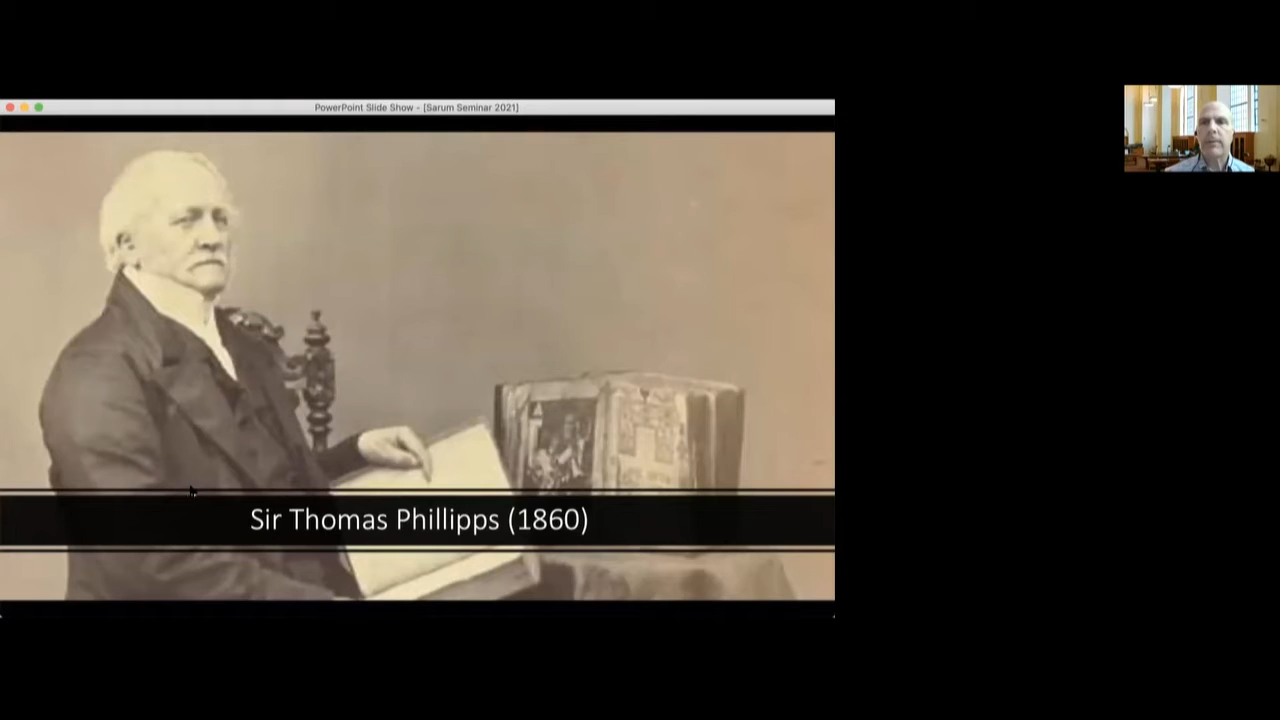 PowerPoint Slide Show - [Sarum Seminar 2021]
Sir Thomas Phillipps (1860)